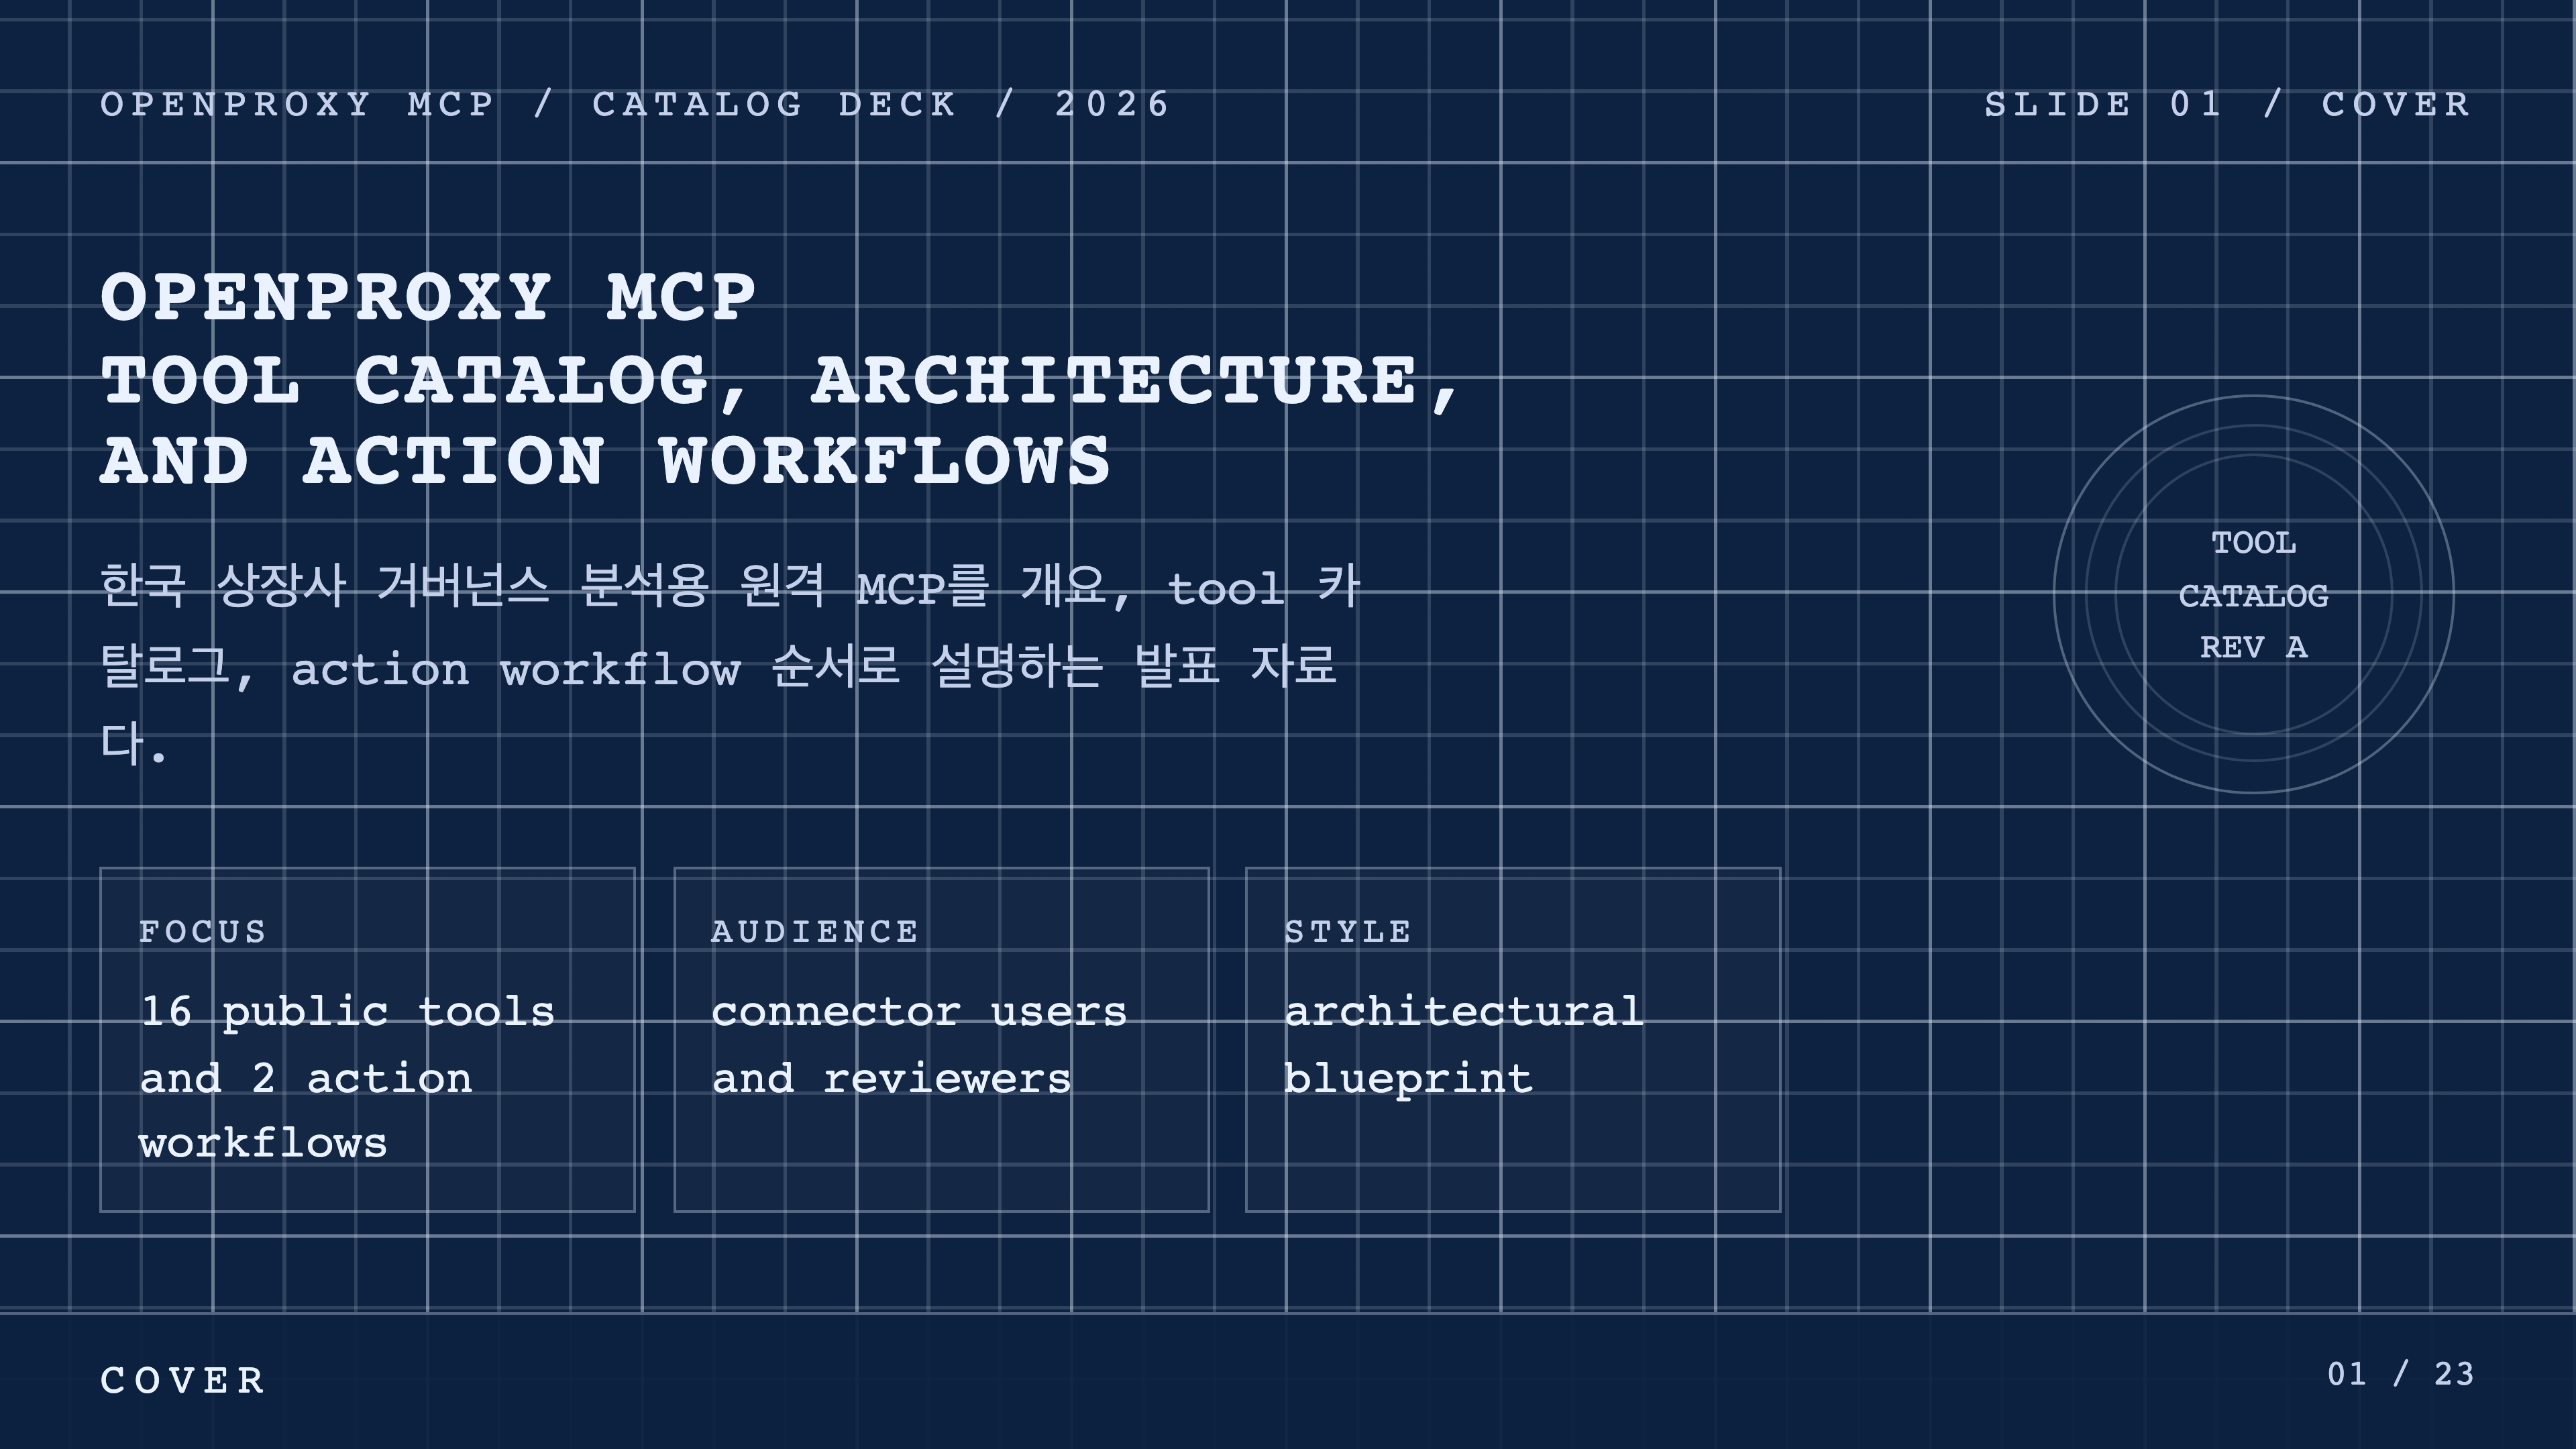 OPENPROXY MCP / CATALOG DECK / 2026
SLIDE 01 / COVER
OPENPROXY MCP
TOOL CATALOG, ARCHITECTURE,
AND ACTION WORKFLOWS
한국 상장사 거버넌스 분석용 원격 MCP를 개요, tool 카
탈로그, action workflow 순서로 설명하는 발표 자료
다.
TOOL
CATALOG
REV A
FOCUS
16 public tools
and 2 action
workflows
AUDIENCE
connector users
and reviewers
STYLE
architectural
blueprint
COVER
01 / 23